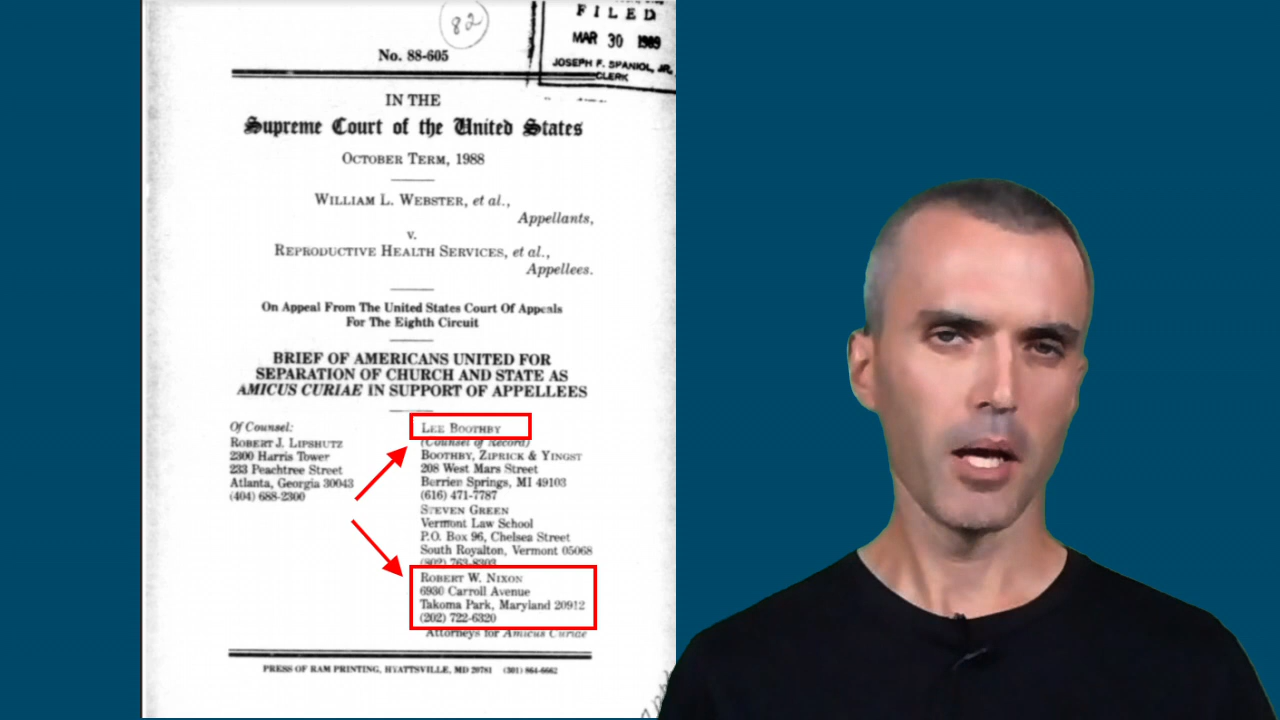 82
FILED
MAR 30 1989
JOSEPH F. SPANIOL, JR.
CLERK
No. 88-605
IN THE
Supreme Court of the United States
OCTOBER TERM, 1988
WILLIAM L. WEBSTER, et al.,
Appellants,
v.
REPRODUCTIVE HEALTH SERVICES, et al.,
Appellees.
On Appeal From The United States Court Of Appeals
For The Eighth Circuit
BRIEF OF AMERICANS UNITED FOR
SEPARATION OF CHURCH AND STATE AS
AMICUS CURIAE IN SUPPORT OF APPELLEES
Of Counsel:
ROBERT J. LIPSHUTZ
2300 Harris Tower
233 Peachtree Street
Atlanta, Georgia 30043
(404) 688-2300
LEE BOOTHBY
(Counsel of Record)
BOOTHBY, ZIPRICK & YINGST
208 West Mars Street
Berrien Springs, MI 49103
(616) 471-7787
STEVEN GREEN
Vermont Law School
P.O. Box 96, Chelsea Street
South Royalton, Vermont 05068
(802) 763-8303
ROBERT W. NIXON
6930 Carroll Avenue
Takoma Park, Maryland 20912
(202) 722-6320
Attorneys for Amicus Curiae
PRESS OF RAM PRINTING, HYATTSVILLE, MD 20781 (301) 864-6662